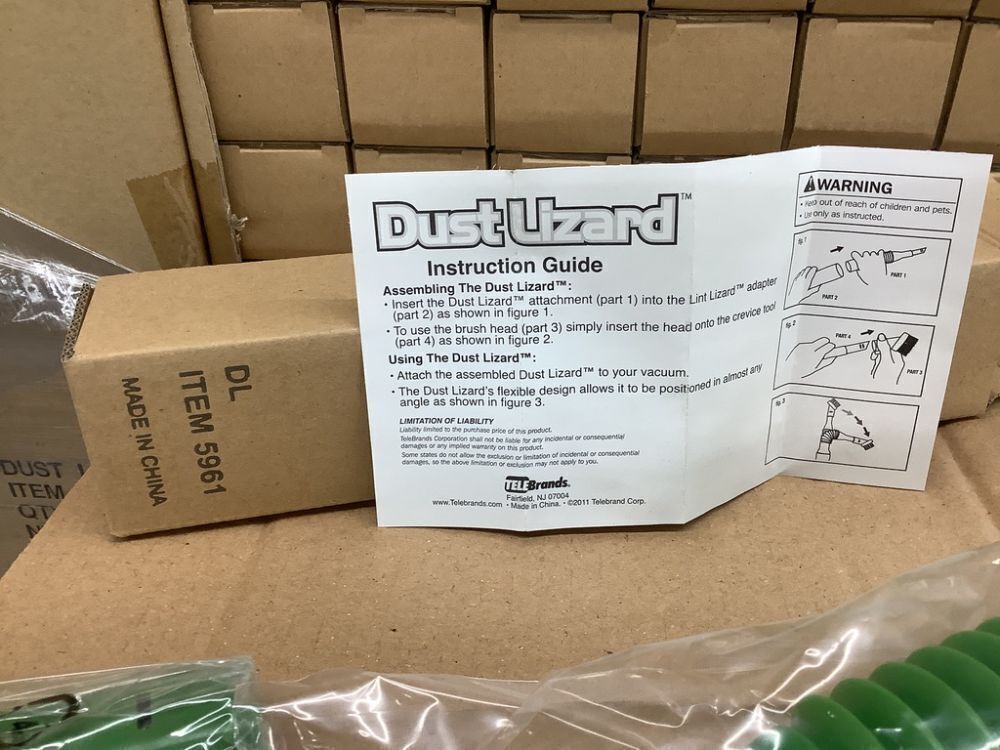 Dust Lizard™
Instruction Guide
Assembling The Dust Lizard™:
• Insert the Dust Lizard™ attachment (part 1) into the Lint Lizard™ adapter
(part 2) as shown in figure 1.
• To use the brush head (part 3) simply insert the head onto the crevice tool
(part 4) as shown in figure 2.
Using The Dust Lizard™:
• Attach the assembled Dust Lizard™ to your vacuum.
• The Dust Lizard's flexible design allows it to be positioned in almost any
angle as shown in figure 3.
LIMITATION OF LIABILITY
Liability limited to the purchase price of this product.
TeleBrands Corporation shall not be liable for any incidental or consequential
damages or any implied warranty on this product.
Some states do not allow the exclusion or limitation of incidental or consequential
damages, so the above limitation or exclusion may not apply to you.
TELEBrands.
Fairfield, NJ 07004
www.Telebrands.com • Made in China. • ©2011 Telebrand Corp.
WARNING
• Keep out of reach of children and pets.
• Use only as instructed.
fig. 1
PART 1
PART 2
fig. 2
PART 4
PART 3
fig. 3
DL
ITEM 5961
MADE IN CHINA
DUST
ITEM